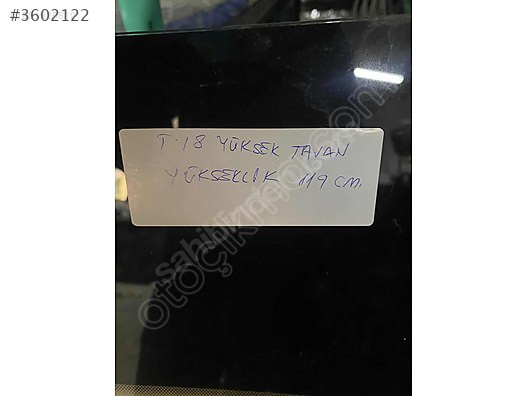 #3602122
T-18 YÜKSEK TAVAN
YÜKSEKLİK 119 CM.
sahibinden.com
otoçıkma.com